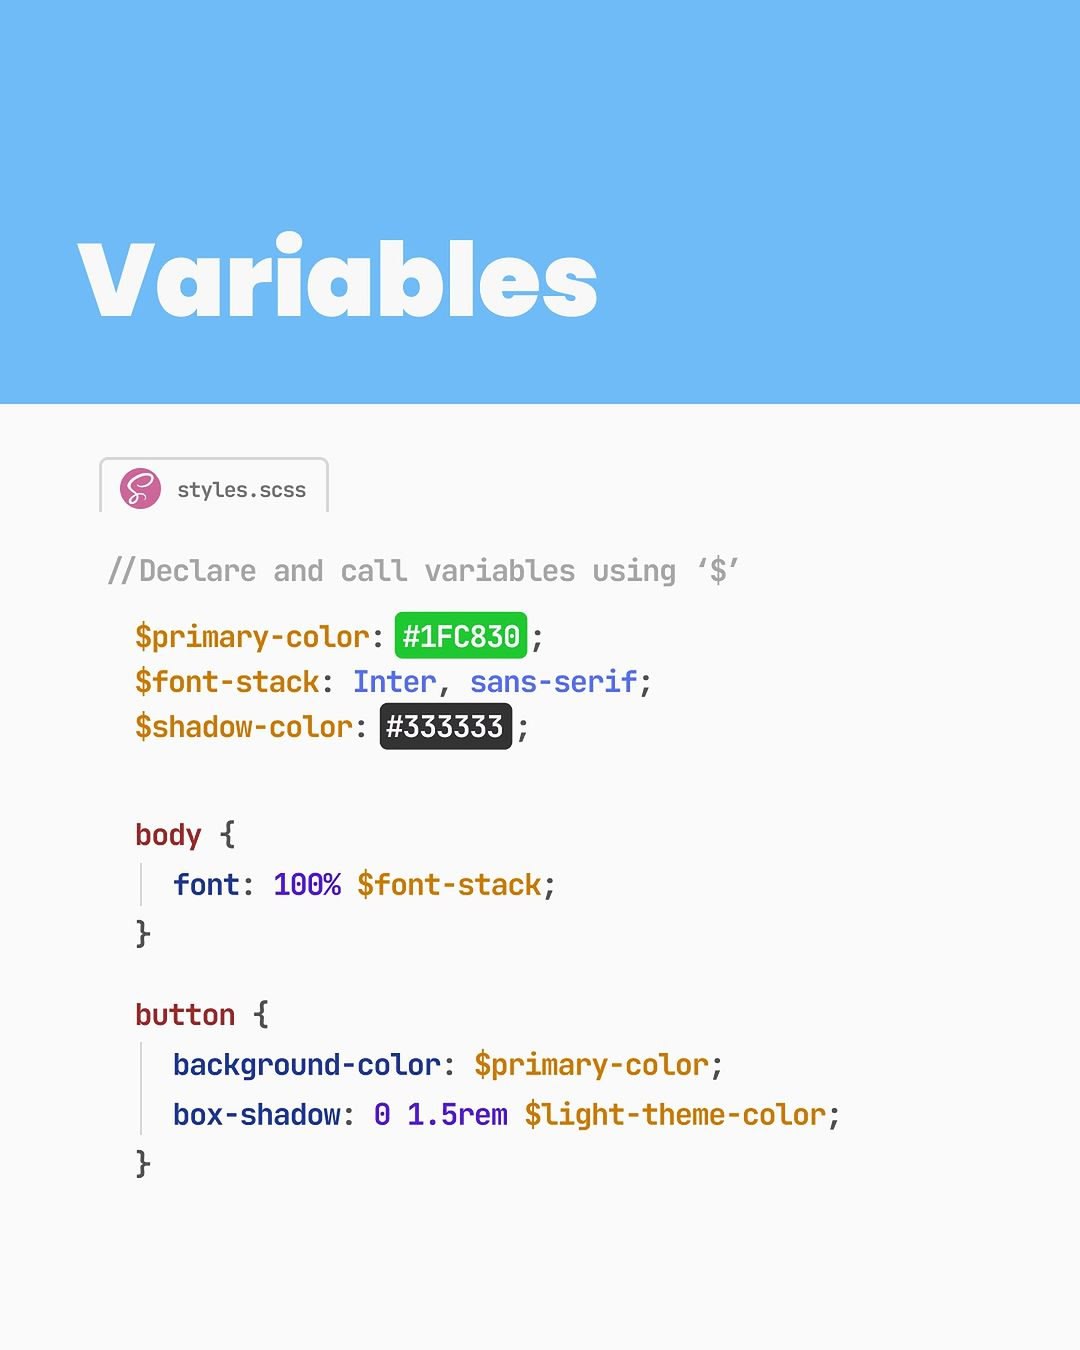 Variables
styles.scss
//Declare and call variables using ‘$’
$primary-color: #1FC830;
$font-stack: Inter, sans-serif;
$shadow-color: #333333;
body {
font: 100% $font-stack;
}
button {
background-color: $primary-color;
box-shadow: 0 1.5rem $light-theme-color;
}